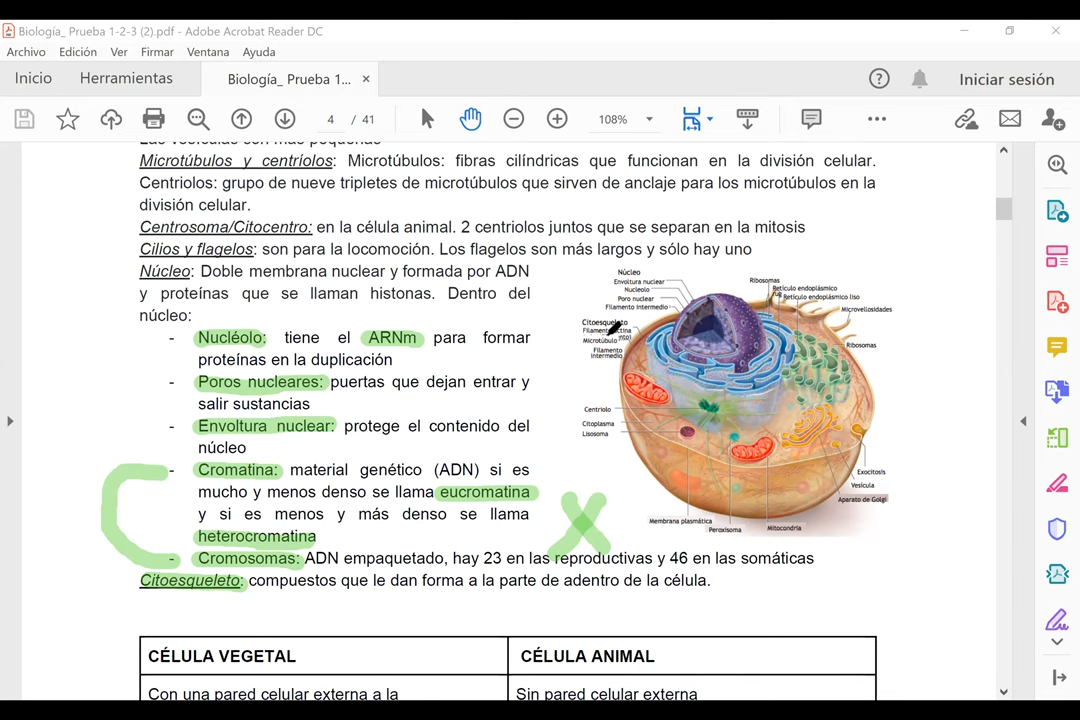 Biología_ Prueba 1-2-3 (2).pdf - Adobe Acrobat Reader DC
Archivo Edición Ver Firmar Ventana Ayuda
Inicio Herramientas Biología_ Prueba 1... × Iniciar sesión
4 / 41 108%
Las vesículas son más pequeñas
Microtúbulos y centríolos: Microtúbulos: fibras cilíndricas que funcionan en la división celular.
Centriolos: grupo de nueve tripletes de microtúbulos que sirven de anclaje para los microtúbulos en la
división celular.
Centrosoma/Citocentro: en la célula animal. 2 centriolos juntos que se separan en la mitosis
Cilios y flagelos: son para la locomoción. Los flagelos son más largos y sólo hay uno
Núcleo: Doble membrana nuclear y formada por ADN
y proteínas que se llaman histonas. Dentro del
núcleo:
- Nucléolo: tiene el ARNm para formar
proteínas en la duplicación
- Poros nucleares: puertas que dejan entrar y
salir sustancias
- Envoltura nuclear: protege el contenido del
núcleo
- Cromatina: material genético (ADN) si es
mucho y menos denso se llama eucromatina
y si es menos y más denso se llama
heterocromatina
- Cromosomas: ADN empaquetado, hay 23 en las reproductivas y 46 en las somáticas
Citoesqueleto: compuestos que le dan forma a la parte de adentro de la célula.
Núcleo
Envoltura nuclear
Nucleolo
Poro nuclear
Filamento intermedio
Citoesqueleto
Microtúbulo
Filamento
Intermedio
Ribosomas
Retículo endoplásmico
Retículo endoplásmico liso
Microvellosidades
Ribosomas
Centriolo
Citoplasma
Lisosoma
Exocitosis
Vesícula
Aparato de Golgi
Membrana plasmática
Peroxisoma
Mitocondria
X
CÉLULA VEGETAL CÉLULA ANIMAL
Con una pared celular externa a la Sin pared celular externa